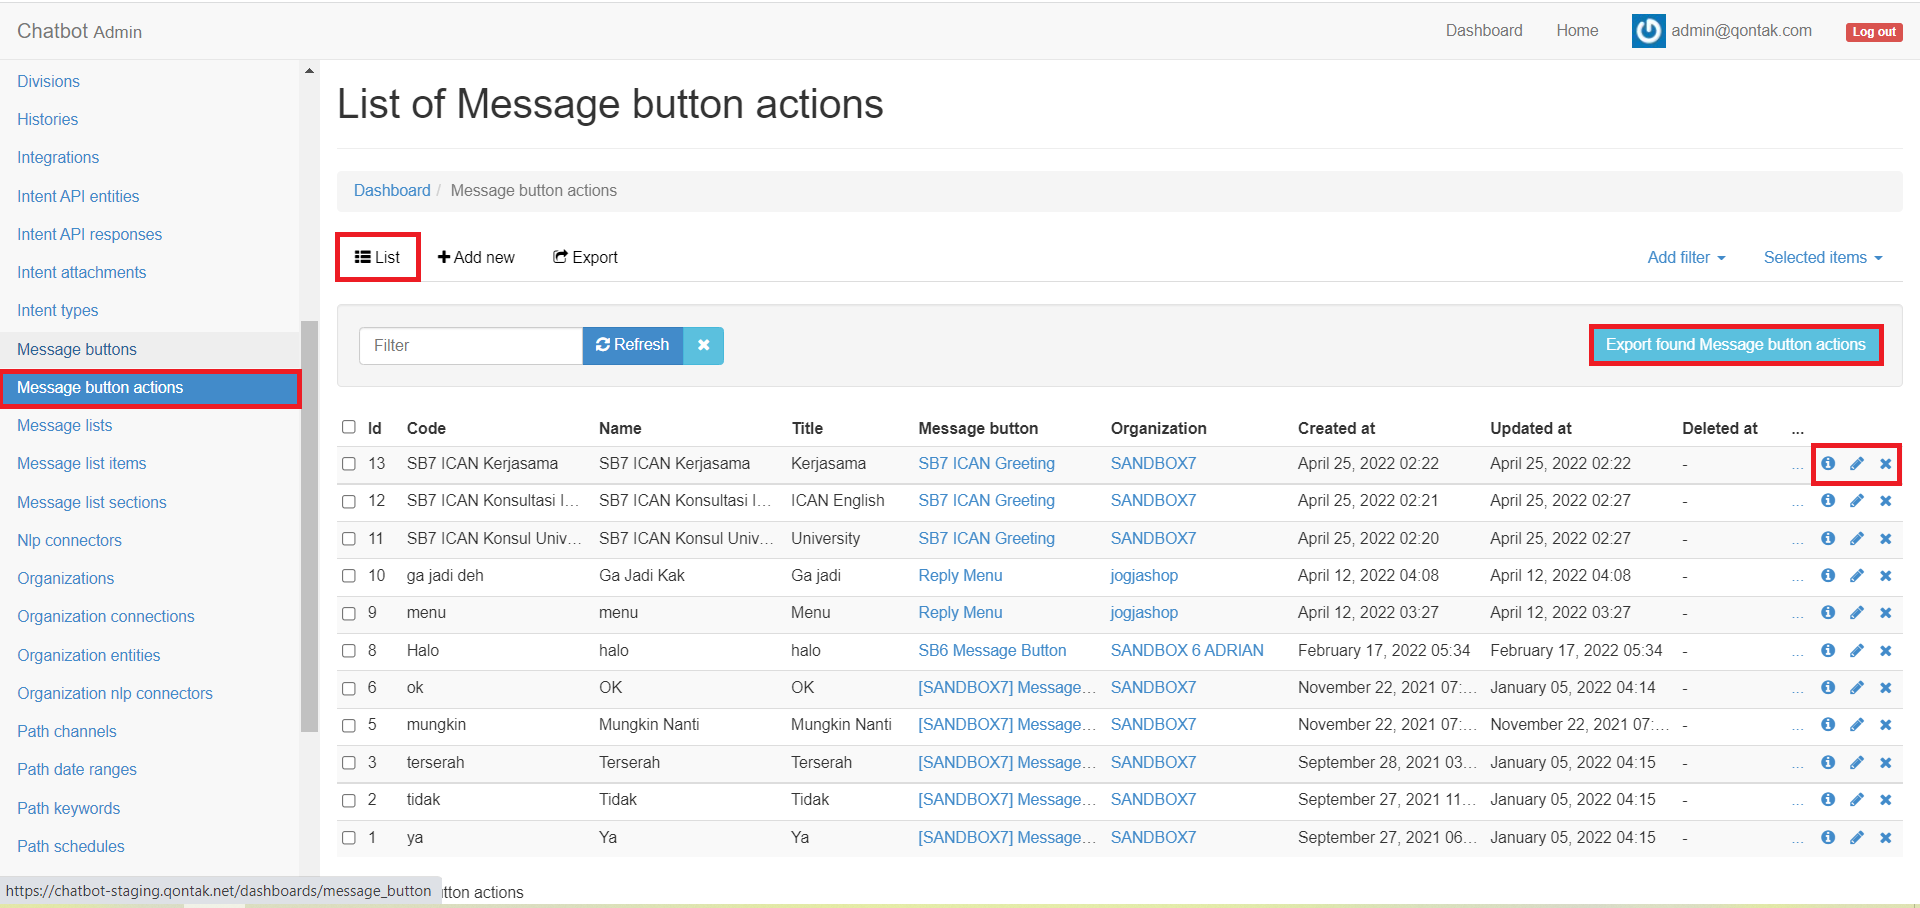 Chatbot Admin
Dashboard Home admin@qontak.com Log out
Divisions
Histories
Integrations
Intent API entities
Intent API responses
Intent attachments
Intent types
Message buttons
Message button actions
Message lists
Message list items
Message list sections
Nlp connectors
Organizations
Organization connections
Organization entities
Organization nlp connectors
Path channels
Path date ranges
Path keywords
Path schedules
List of Message button actions
Dashboard / Message button actions
List Add new Export Add filter Selected items
Filter Refresh Export found Message button actions
Id Code Name Title Message button Organization Created at Updated at Deleted at ...
13 SB7 ICAN Kerjasama SB7 ICAN Kerjasama Kerjasama SB7 ICAN Greeting SANDBOX7 April 25, 2022 02:22 April 25, 2022 02:22 - ...
12 SB7 ICAN Konsultasi I... SB7 ICAN Konsultasi I... ICAN English SB7 ICAN Greeting SANDBOX7 April 25, 2022 02:21 April 25, 2022 02:27 - ...
11 SB7 ICAN Konsul Univ... SB7 ICAN Konsul Univ... University SB7 ICAN Greeting SANDBOX7 April 25, 2022 02:20 April 25, 2022 02:27 - ...
10 ga jadi deh Ga Jadi Kak Ga jadi Reply Menu jogjashop April 12, 2022 04:08 April 12, 2022 04:08 - ...
9 menu menu Menu Reply Menu jogjashop April 12, 2022 03:27 April 12, 2022 03:27 - ...
8 Halo halo halo SB6 Message Button SANDBOX 6 ADRIAN February 17, 2022 05:34 February 17, 2022 05:34 - ...
6 ok OK OK [SANDBOX7] Message... SANDBOX7 November 22, 2021 07:... January 05, 2022 04:14 - ...
5 mungkin Mungkin Nanti Mungkin Nanti [SANDBOX7] Message... SANDBOX7 November 22, 2021 07:... November 22, 2021 07:... - ...
3 terserah Terserah Terserah [SANDBOX7] Message... SANDBOX7 September 28, 2021 03... January 05, 2022 04:15 - ...
2 tidak Tidak Tidak [SANDBOX7] Message... SANDBOX7 September 27, 2021 11... January 05, 2022 04:15 - ...
1 ya Ya Ya [SANDBOX7] Message... SANDBOX7 September 27, 2021 06... January 05, 2022 04:15 - ...
https://chatbot-staging.qontak.net/dashboards/message_button tton actions